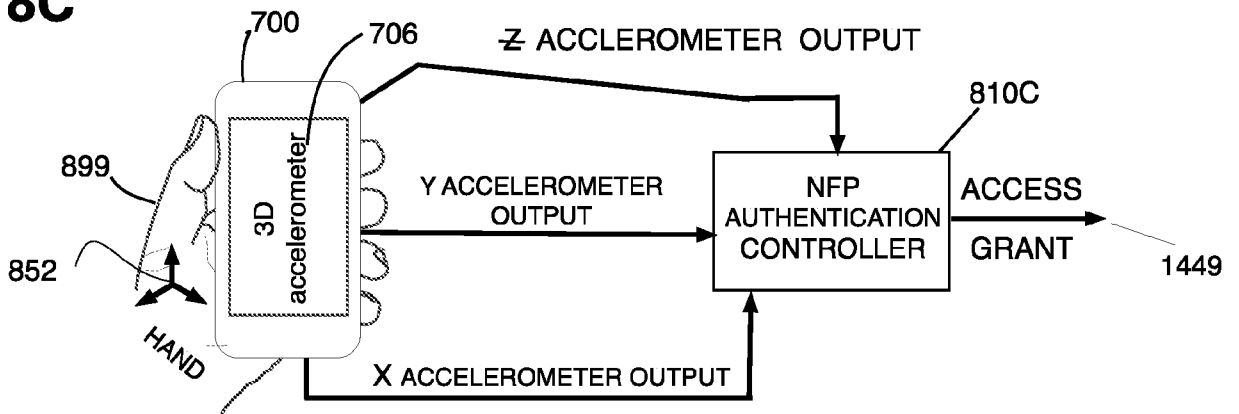 8C
700
706
Z ACCLEROMETER OUTPUT
810C
899
Y ACCELEROMETER
OUTPUT
3D
accelerometer
NFP
AUTHENTICATION
CONTROLLER
ACCESS
GRANT
1449
852
HAND
X ACCELEROMETER OUTPUT